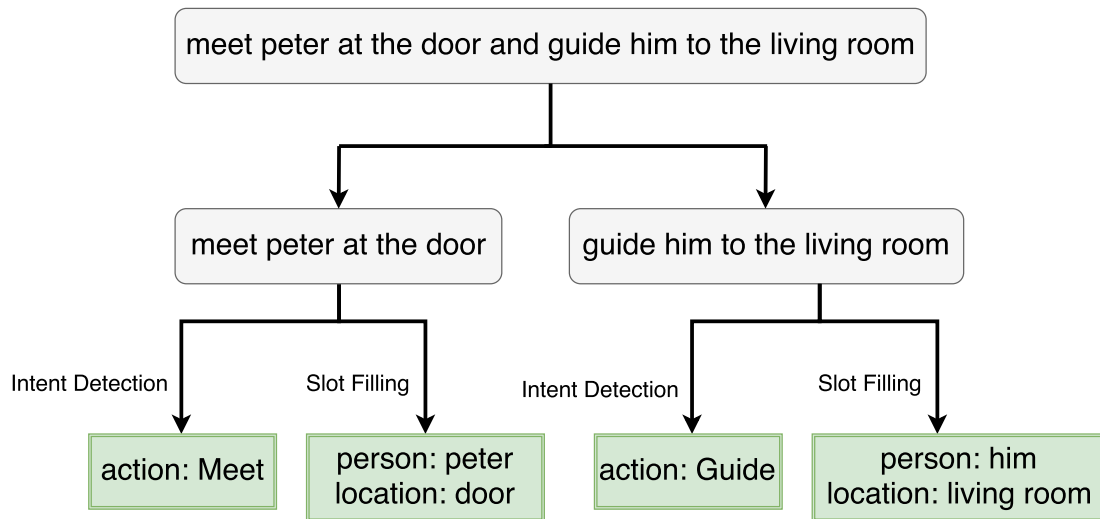 meet peter at the door and guide him to the living room
meet peter at the door
guide him to the living room
Intent Detection
Slot Filling
Intent Detection
Slot Filling
action: Meet
person: peter
location: door
action: Guide
person: him
location: living room